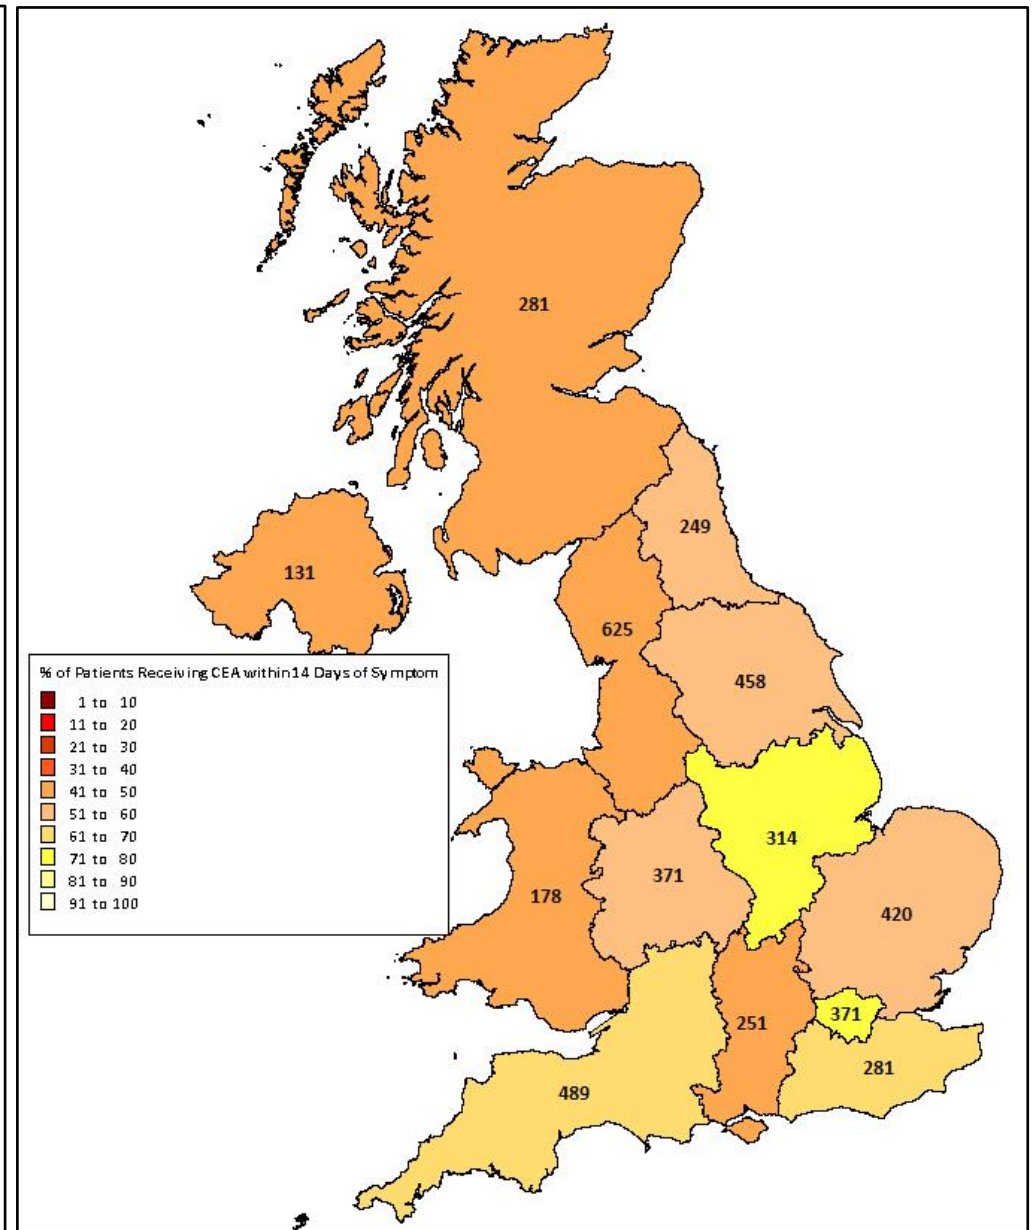 281
249
131
625
% of Patients Receiving CEA within 14 Days of Symptom
1 to 10
11 to 20
21 to 30
31 to 40
41 to 50
51 to 60
61 to 70
71 to 80
81 to 90
91 to 100
458
314
371
178
420
251
371
281
489